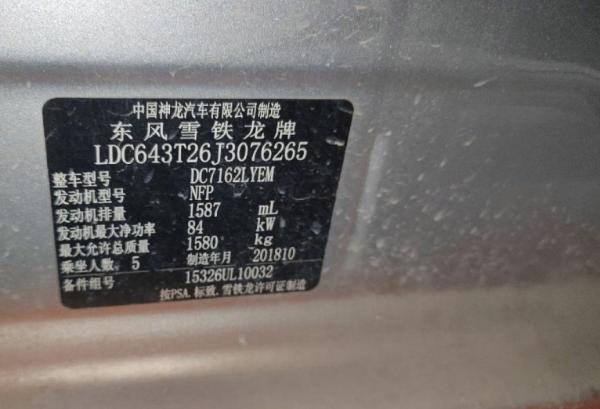 中国神龙汽车有限公司制造
东风雪铁龙牌
LDC643T26J3076265
整车型号 DC7162LYEM
发动机型号 NFP
发动机排量 1587 mL
发动机最大净功率 84 kW
最大允许总质量 1580 kg
乘坐人数 5 制造年月 201810
备件组号 15326UL10032
按PSA.标致.雪铁龙许可证制造